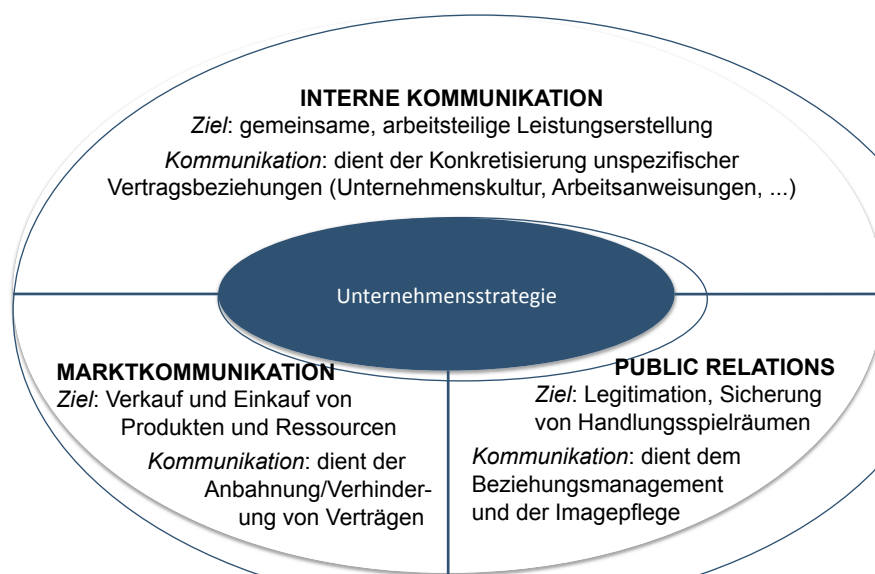 INTERNE KOMMUNIKATION
Ziel: gemeinsame, arbeitsteilige Leistungserstellung
Kommunikation: dient der Konkretisierung unspezifischer
Vertragsbeziehungen (Unternehmenskultur, Arbeitsanweisungen, ...)
Unternehmensstrategie
MARKTKOMMUNIKATION
Ziel: Verkauf und Einkauf von
Produkten und Ressourcen
Kommunikation: dient der
Anbahnung/Verhinder-
ung von Verträgen
PUBLIC RELATIONS
Ziel: Legitimation, Sicherung
von Handlungsspielräumen
Kommunikation: dient dem
Beziehungsmanagement
und der Imagepflege